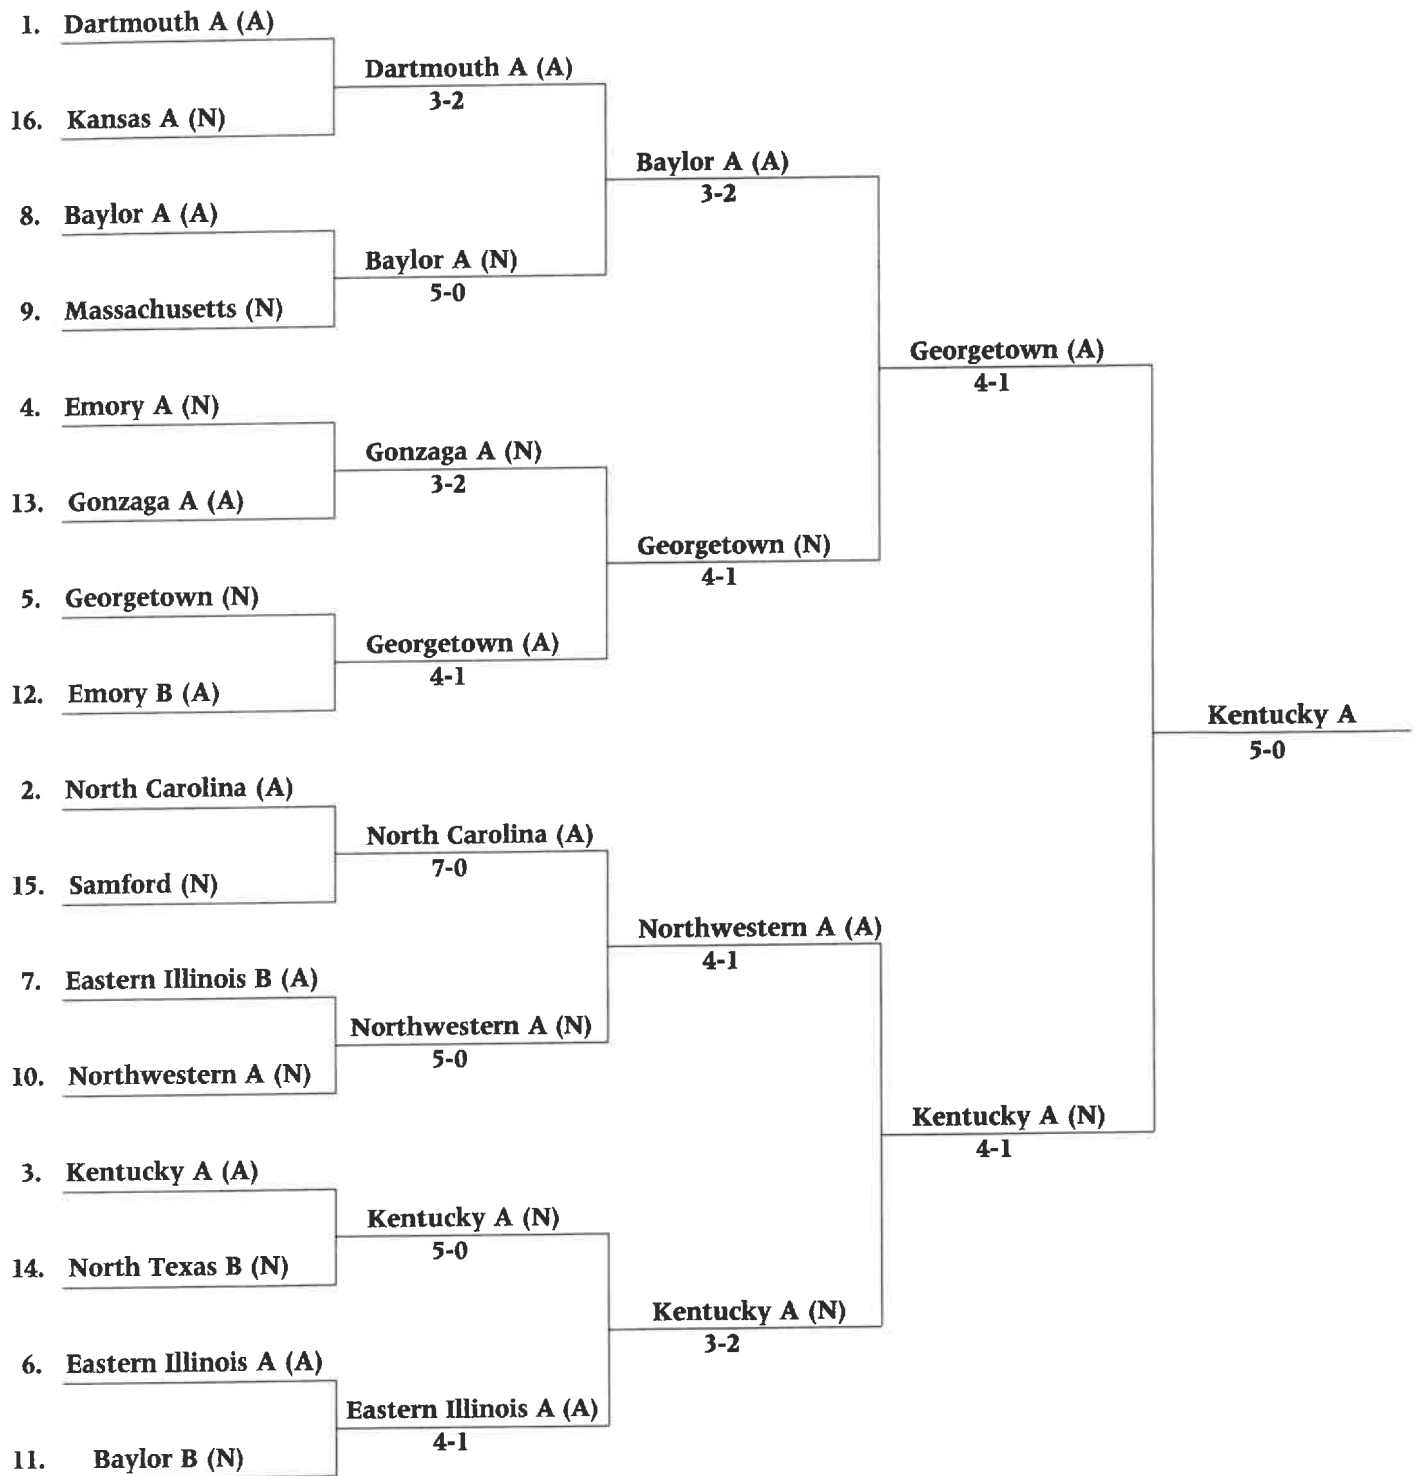 1. Dartmouth A (A)
Dartmouth A (A)
3-2
16. Kansas A (N)
Baylor A (A)
3-2
8. Baylor A (A)
Baylor A (N)
5-0
9. Massachusetts (N)
Georgetown (A)
4-1
4. Emory A (N)
Gonzaga A (N)
3-2
13. Gonzaga A (A)
Georgetown (N)
4-1
5. Georgetown (N)
Georgetown (A)
4-1
12. Emory B (A)
Kentucky A
5-0
2. North Carolina (A)
North Carolina (A)
7-0
15. Samford (N)
Northwestern A (A)
4-1
7. Eastern Illinois B (A)
Northwestern A (N)
5-0
10. Northwestern A (N)
Kentucky A (N)
4-1
3. Kentucky A (A)
Kentucky A (N)
5-0
14. North Texas B (N)
Kentucky A (N)
3-2
6. Eastern Illinois A (A)
Eastern Illinois A (A)
4-1
11. Baylor B (N)